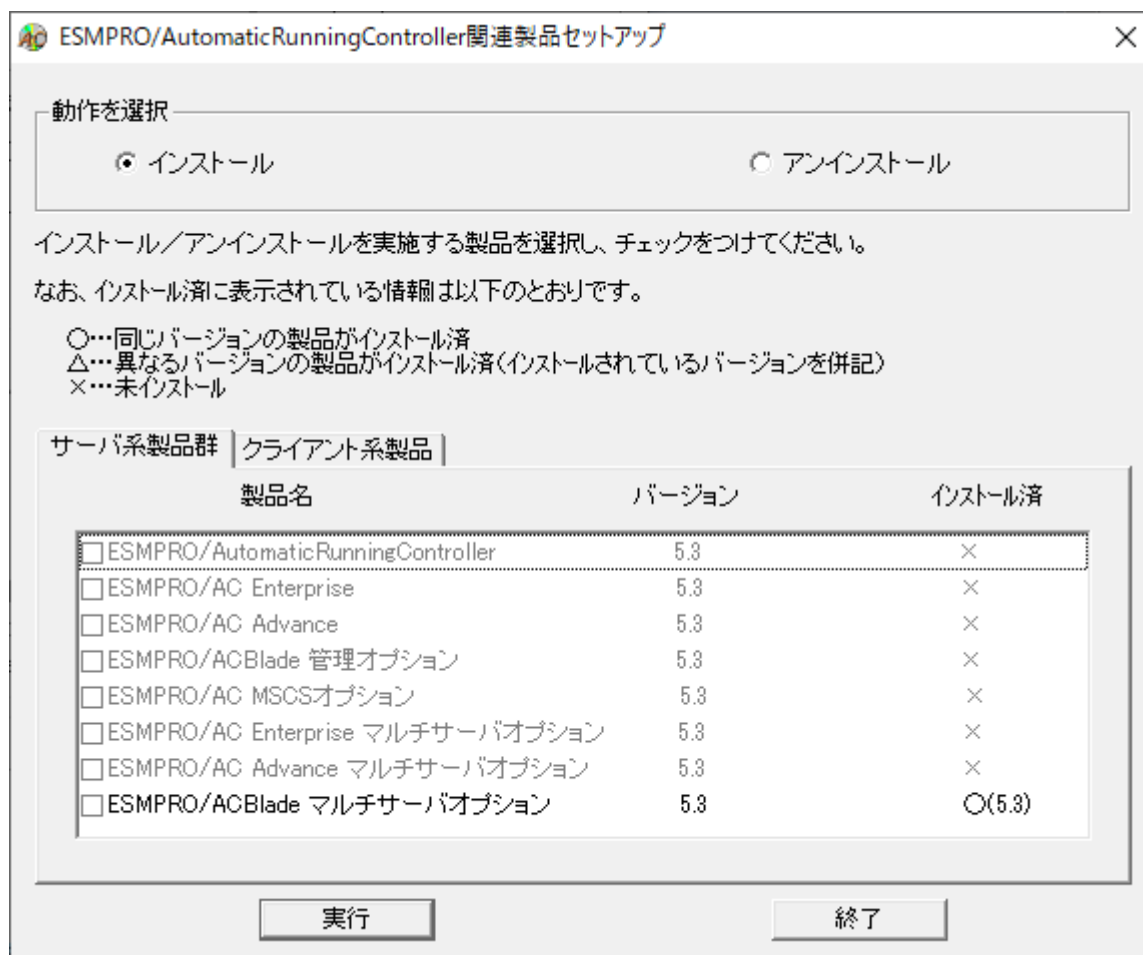 ESMPRO/AutomaticRunningController関連製品セットアップ
動作を選択
インストール アンインストール
インストール／アンインストールを実施する製品を選択し、チェックをつけてください。
なお、インストール済に表示されている情報は以下のとおりです。
○…同じバージョンの製品がインストール済
△…異なるバージョンの製品がインストール済(インストールされているバージョンを併記)
×…未インストール
サーバ系製品群 クライアント系製品
製品名 バージョン インストール済
ESMPRO/AutomaticRunningController 5.3 ×
ESMPRO/AC Enterprise 5.3 ×
ESMPRO/AC Advance 5.3 ×
ESMPRO/ACBlade 管理オプション 5.3 ×
ESMPRO/AC MSCSオプション 5.3 ×
ESMPRO/AC Enterprise マルチサーバオプション 5.3 ×
ESMPRO/AC Advance マルチサーバオプション 5.3 ×
ESMPRO/ACBlade マルチサーバオプション 5.3 ○(5.3)
実行 終了